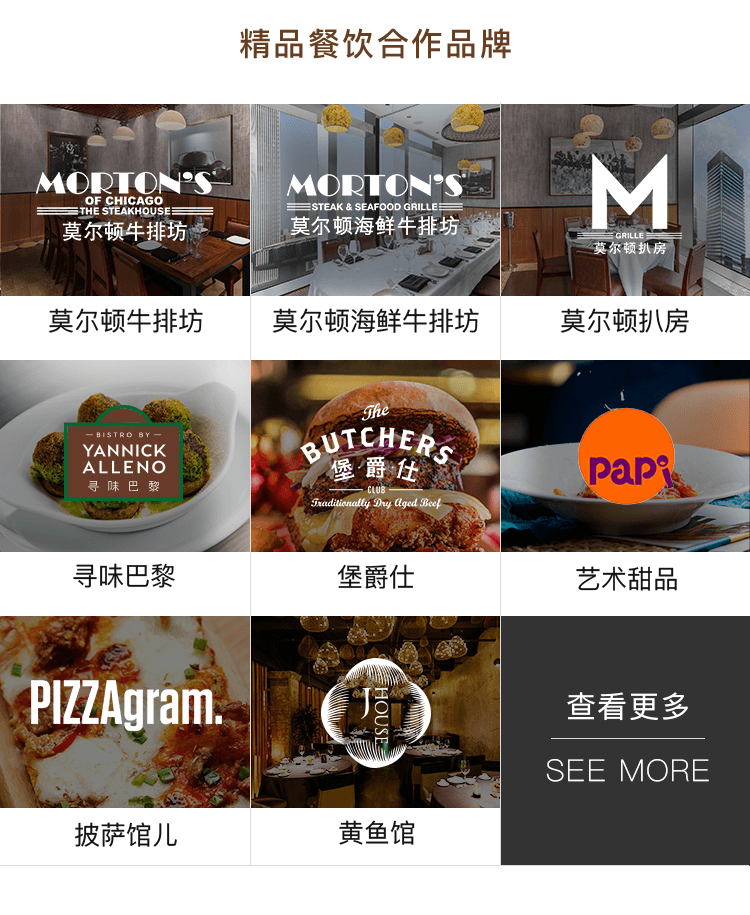 精品餐饮合作品牌
MORTON'S
OF CHICAGO
THE STEAKHOUSE
莫尔顿牛排坊
MORTON'S
STEAK & SEAFOOD GRILLE
莫尔顿海鲜牛排坊
M
GRILLE
莫尔顿扒房
莫尔顿牛排坊
莫尔顿海鲜牛排坊
莫尔顿扒房
BISTRO BY
YANNICK
ALLENO
寻味巴黎
The
BUTCHERS
堡·爵·仕
CLUB
Traditionally Dry Aged Beef
papi
寻味巴黎
堡爵仕
艺术甜品
PIZZAgram.
J
HOUSE
查看更多
SEE MORE
披萨馆儿
黄鱼馆